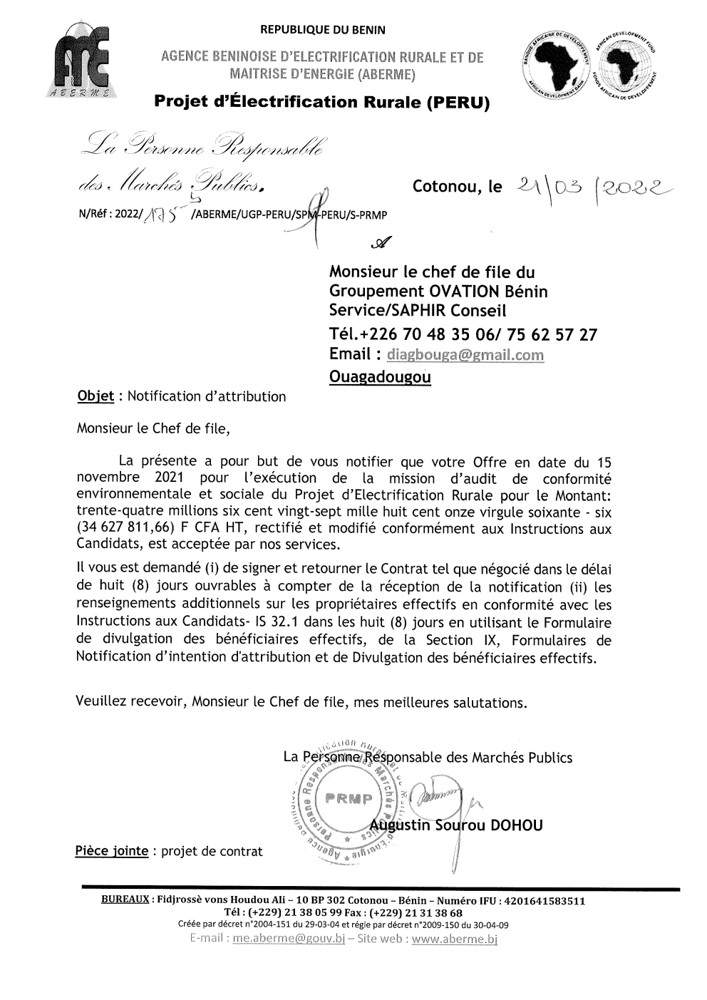 REPUBLIQUE DU BENIN
AGENCE BENINOISE D'ELECTRIFICATION RURALE ET DE
MAITRISE D'ENERGIE (ABERME)
Projet d'Électrification Rurale (PERU)
ABERME
BANQUE AFRICAINE DE DEVELOPPEMENT
AFRICAN DEVELOPMENT BANK
AFRICAN DEVELOPMENT FUND
FONDS AFRICAIN DE DEVELOPPEMENT
La Personne Responsable
des Marchés Publics.
Cotonou, le 21/03/2022
N/Réf : 2022/175/ABERME/UGP-PERU/SPM-PERU/S-PRMP
A
Monsieur le chef de file du
Groupement OVATION Bénin
Service/SAPHIR Conseil
Tél.+226 70 48 35 06/ 75 62 57 27
Email : diagbouga@gmail.com
Ouagadougou
Objet : Notification d'attribution
Monsieur le Chef de file,
La présente a pour but de vous notifier que votre Offre en date du 15
novembre 2021 pour l'exécution de la mission d'audit de conformité
environnementale et sociale du Projet d'Electrification Rurale pour le Montant:
trente-quatre millions six cent vingt-sept mille huit cent onze virgule soixante - six
(34 627 811,66) F CFA HT, rectifié et modifié conformément aux Instructions aux
Candidats, est acceptée par nos services.
Il vous est demandé (i) de signer et retourner le Contrat tel que négocié dans le délai
de huit (8) jours ouvrables à compter de la réception de la notification (ii) les
renseignements additionnels sur les propriétaires effectifs en conformité avec les
Instructions aux Candidats- IS 32.1 dans les huit (8) jours en utilisant le Formulaire
de divulgation des bénéficiaires effectifs, de la Section IX, Formulaires de
Notification d'intention d'attribution et de Divulgation des bénéficiaires effectifs.
Veuillez recevoir, Monsieur le Chef de file, mes meilleures salutations.
La Personne Responsable des Marchés Publics
Personne Responsable des Marchés Publics
PRMP
Augustin Sourou DOHOU
Pièce jointe : projet de contrat
BUREAUX : Fidjrossè vons Houdou Ali – 10 BP 302 Cotonou – Bénin – Numéro IFU : 4201641583511
Tél : (+229) 21 38 05 99 Fax : (+229) 21 31 38 68
Créée par décret n°2004-151 du 29-03-04 et régie par décret n°2009-150 du 30-04-09
E-mail : me.aberme@gouv.bj – Site web : www.aberme.bj